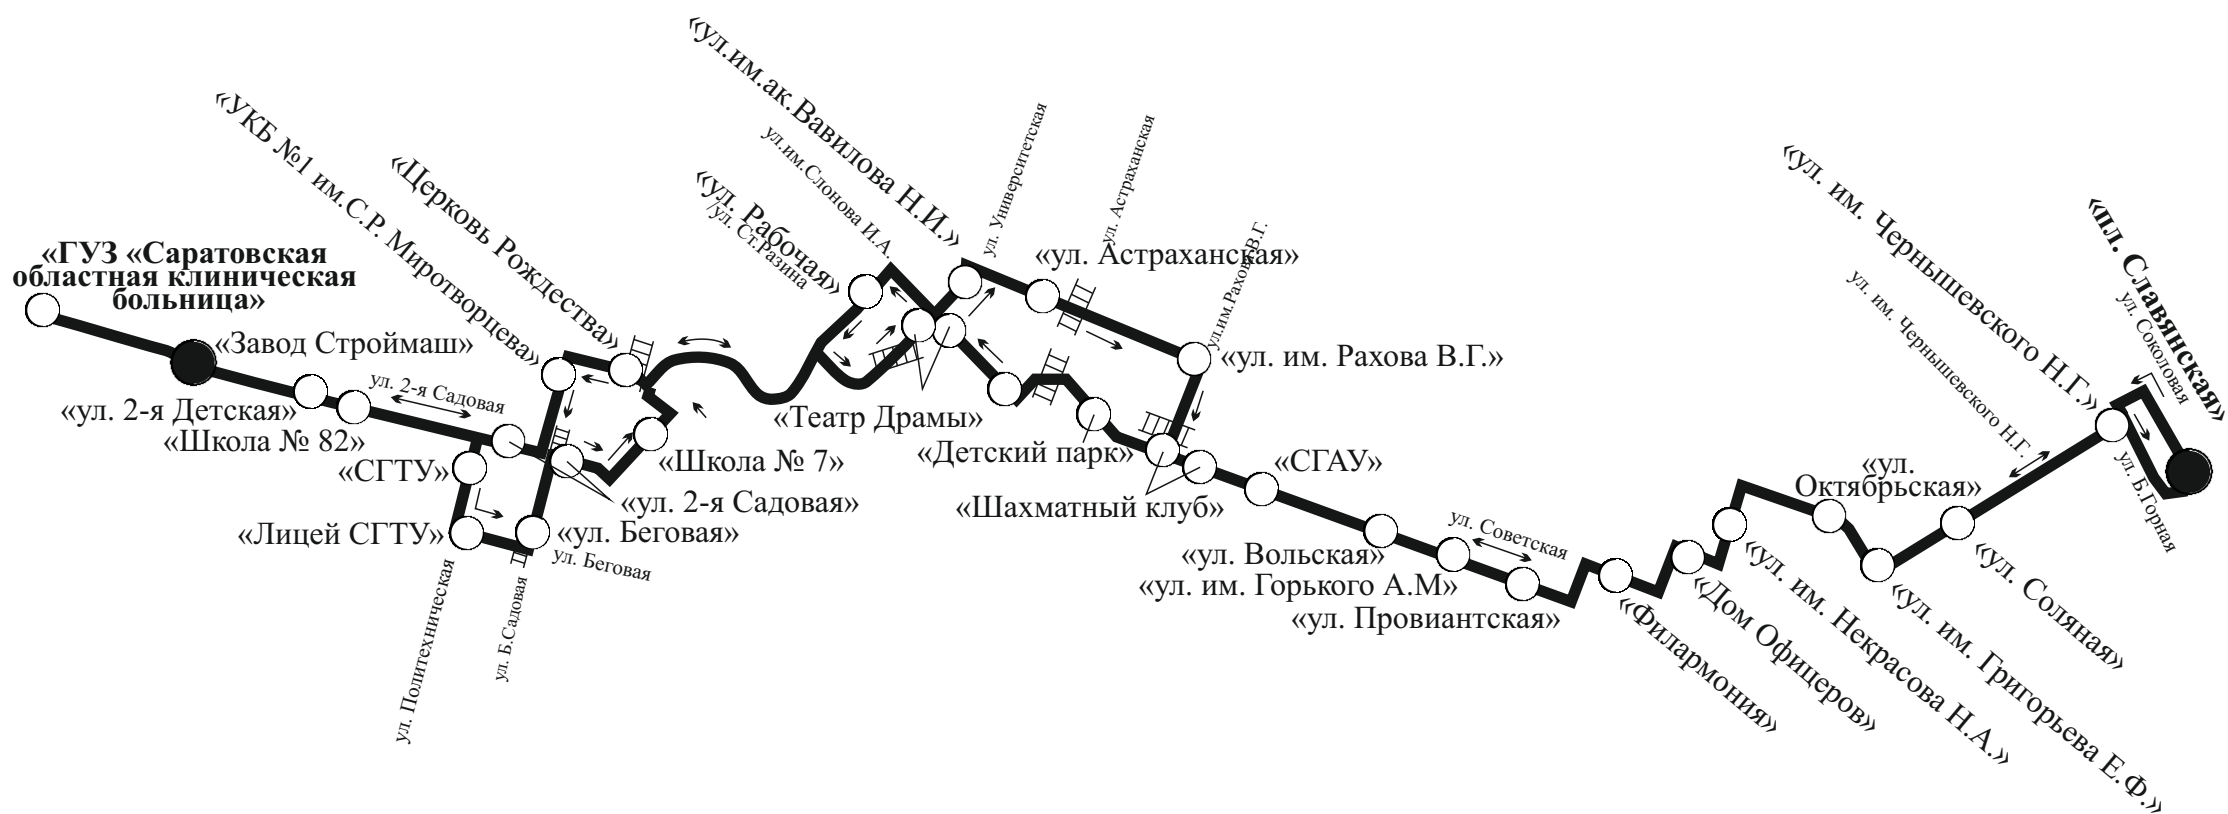 «ГУЗ «Саратовская
областная клиническая
больница»
«Завод Строймаш»
«ул. 2-я Детская»
«Школа № 82»
ул. 2-я Садовая
«СГТУ»
«Лицей СГТУ»
ул. Политехническая
ул. Б.Садовая
«ул. Беговая»
ул. Беговая
«ул. 2-я Садовая»
«Школа № 7»
«УКБ №1 им.С.Р. Миротворцева»
«Церковь Рождества»
«ул. Рабочая»
/ул. Ст.Разина
ул.им.Слонова И.А.
«ул.им.ак.Вавилова Н.И.»
ул. Университетская
ул. Астраханская
«ул. Астраханская»
ул.им.Рахова В.Г.
«ул. им. Рахова В.Г.»
«Театр Драмы»
«Детский парк»
«Шахматный клуб»
«СГАУ»
«ул. Вольская»
«ул. им. Горького А.М»
«ул. Провиантская»
ул. Советская
«Филармония»
«Дом Офицеров»
«ул. им. Некрасова Н.А.»
«ул.
Октябрьская»
«ул. им. Григорьева Е.Ф.»
«ул. Соляная»
ул. им. Чернышевского Н.Г.
«ул. им. Чернышевского Н.Г.»
«пл. Славянская»
ул. Соколовая
ул. Б.Горная